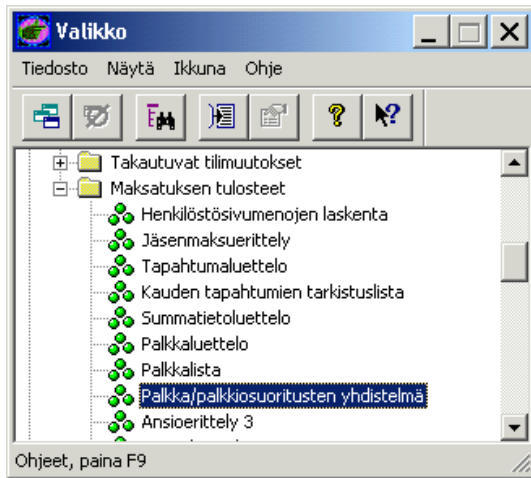 Valikko
Tiedosto Näytä Ikkuna Ohje
Takautuvat tilimuutokset
Maksatuksen tulosteet
Henkilöstösivumenojen laskenta
Jäsenmaksuerittely
Tapahtumaluettelo
Kauden tapahtumien tarkistuslista
Summatietoluettelo
Palkkaluettelo
Palkkalista
Palkka/palkkiosuoritusten yhdistelmä
Ansioerittely 3
Ohjeet, paina F9